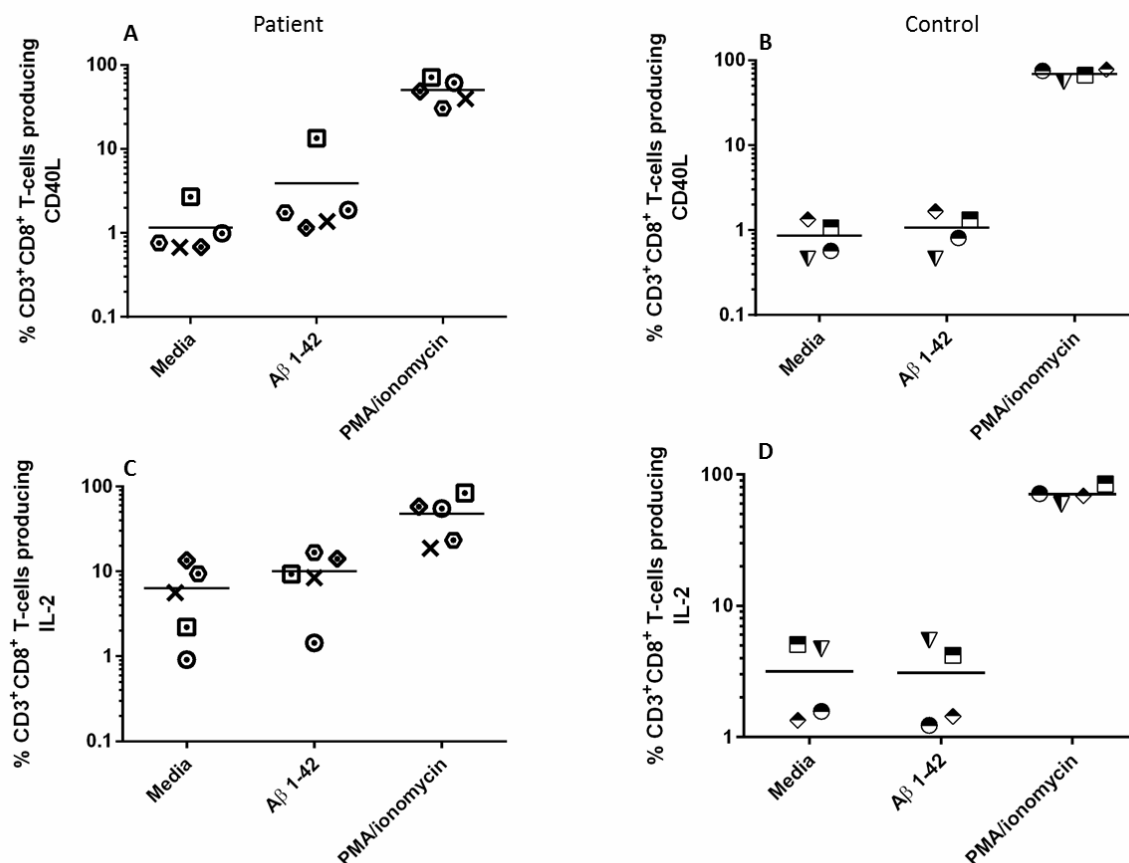 Patient
Control
A
% CD3⁺CD8⁺ T-cells producing
CD40L
100
10
1
0.1
Media
Aβ 1-42
PMA/ionomycin
B
% CD3⁺CD8⁺ T-cells producing
CD40L
100
10
1
0.1
Media
Aβ 1-42
PMA/ionomycin
C
% CD3⁺CD8⁺ T-cells producing
IL-2
100
10
1
0.1
Media
Aβ 1-42
PMA/ionomycin
D
% CD3⁺CD8⁺ T-cells producing
IL-2
100
10
1
Media
Aβ 1-42
PMA/ionomycin